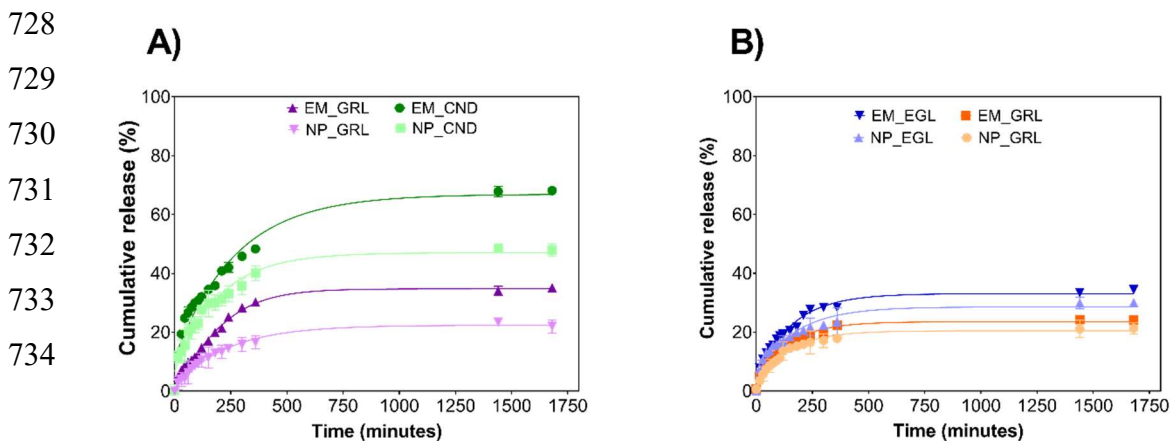 728
729
730
731
732
733
734
A)
Cumulative release (%)
100
80
60
40
20
0
EM_GRL
EM_CND
NP_GRL
NP_CND
0 250 500 750 1000 1250 1500 1750
Time (minutes)
B)
Cumulative release (%)
100
80
60
40
20
0
EM_EGL
EM_GRL
NP_EGL
NP_GRL
0 250 500 750 1000 1250 1500 1750
Time (minutes)